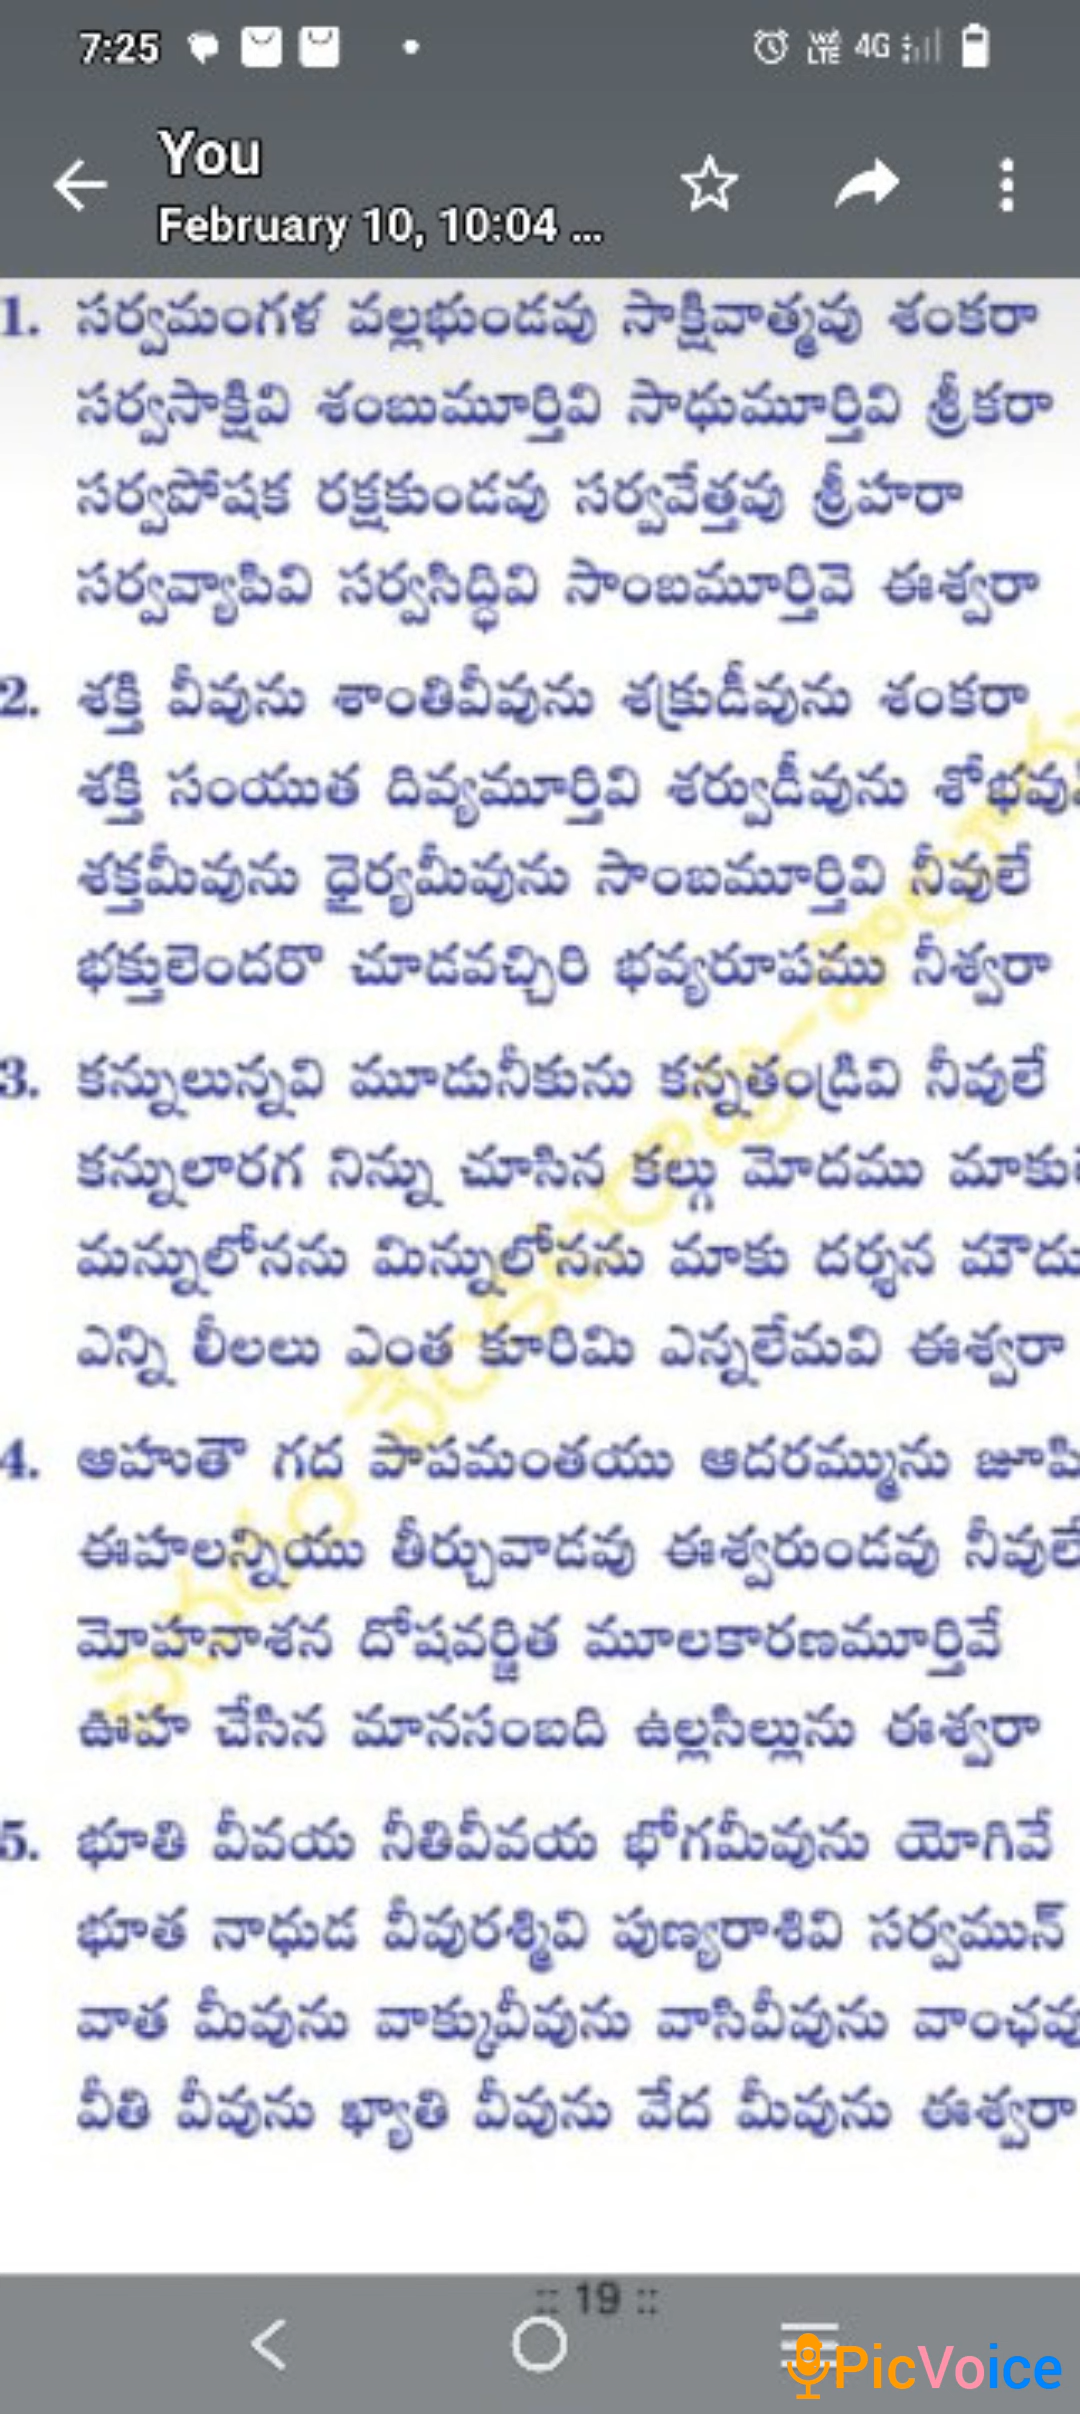 7:25 VoLTE 4G
You
February 10, 10:04 ...
1. సర్వమంగళ వల్లభుండవు సాక్షివాత్మవు శంకరా
సర్వసాక్షివి శంబుమూర్తివి సాధుమూర్తివి శ్రీకరా
సర్వపోషక రక్షకుండవు సర్వవేత్తవు శ్రీహరా
సర్వవ్యాపివి సర్వసిద్ధివి సాంబమూర్తివె ఈశ్వరా
2. శక్తి వీవును శాంతివీవును శక్రుడీవును శంకరా
శక్తి సంయుత దివ్యమూర్తివి శర్వుడీవును
శక్తమీవును ధైర్యమీవును సాంబమూర్తివి నీవులే
భక్తులెందరొ చూడవచ్చిరి భవ్యరూపము నీశ్వరా
3. కన్నులున్నవి మూడునీకును కన్నతండ్రివి నీవులే
కన్నులారగ నిన్ను చూసిన కల్గు మోదము
మన్నులోనను మిన్నులోనను మాకు దర్శన
ఎన్ని లీలలు ఎంత కూరిమి ఎన్నలేమవి ఈశ్వరా
4. ఆహుతౌ గద పాపమంతయు ఆదరమ్మును
ఈహలన్నియు తీర్చువాడవు ఈశ్వరుండవు నీవులే
మోహనాశన దోషవర్జిత మూలకారణమూర్తివే
ఊహ చేసిన మానసంబది ఉల్లసిల్లును ఈశ్వరా
5. భూతి వీవయ నీతివీవయ భోగమీవును యోగివే
భూత నాధుడ వీవురశ్మివి పుణ్యరాశివి సర్వమున్
వాత మీవును వాక్కువీవును వాసివీవును
వీతి వీవును ఖ్యాతి వీవును వేద మీవును ఈశ్వరా
:: 19 ::
PicVoice